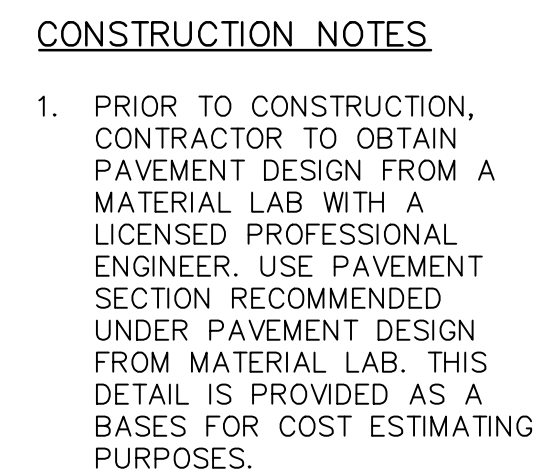 CONSTRUCTION NOTES
1. PRIOR TO CONSTRUCTION,
CONTRACTOR TO OBTAIN
PAVEMENT DESIGN FROM A
MATERIAL LAB WITH A
LICENSED PROFESSIONAL
ENGINEER. USE PAVEMENT
SECTION RECOMMENDED
UNDER PAVEMENT DESIGN
FROM MATERIAL LAB. THIS
DETAIL IS PROVIDED AS A
BASES FOR COST ESTIMATING
PURPOSES.